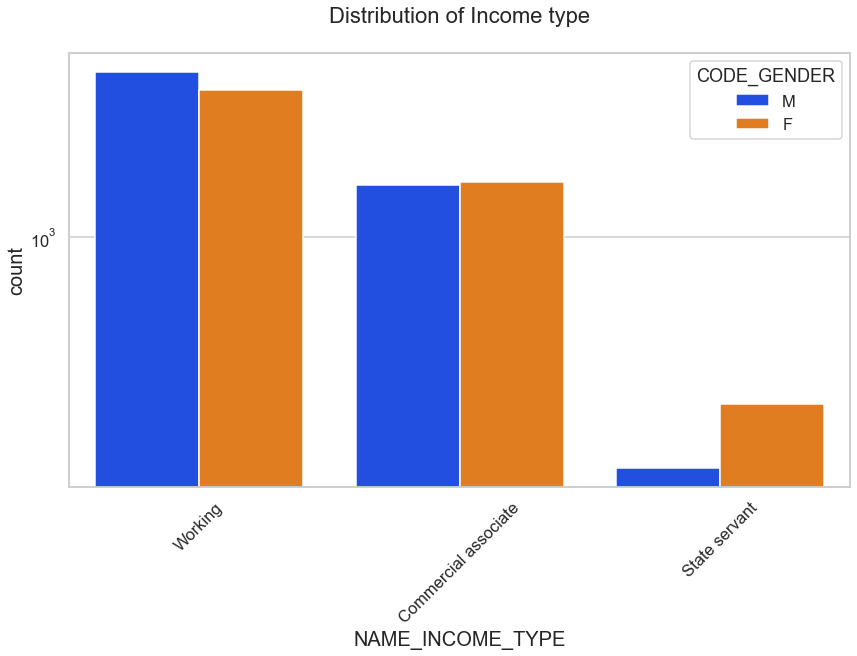 Distribution of Income type
CODE_GENDER
M
F
10³
count
Working
Commercial associate
State servant
NAME_INCOME_TYPE